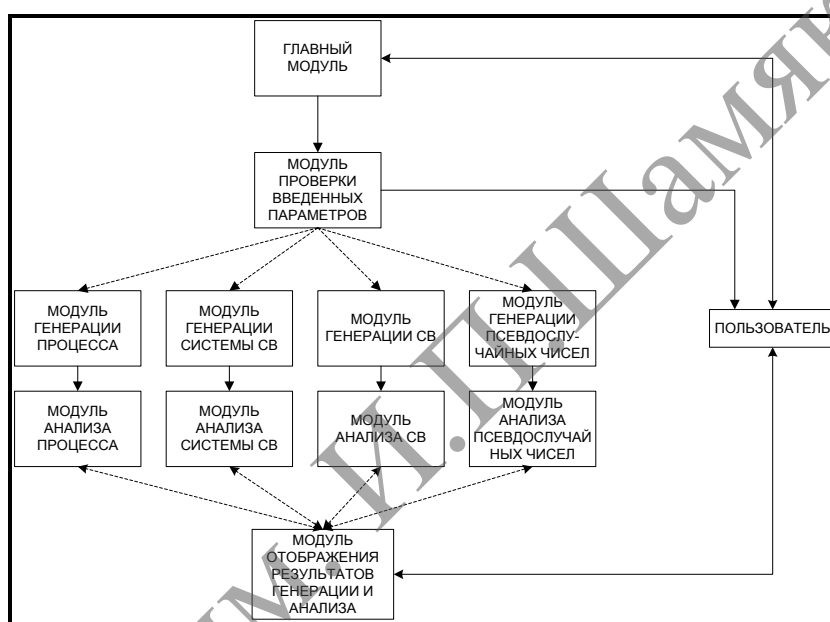 ГЛАВНЫЙ
МОДУЛЬ
МОДУЛЬ
ПРОВЕРКИ
ВВЕДЕННЫХ
ПАРАМЕТРОВ
МОДУЛЬ
ГЕНЕРАЦИИ
ПРОЦЕССА
МОДУЛЬ
ГЕНЕРАЦИИ
СИСТЕМЫ СВ
МОДУЛЬ
ГЕНЕРАЦИИ СВ
МОДУЛЬ
ГЕНЕРАЦИИ
ПСЕВДОСЛУ-
ЧАЙНЫХ ЧИСЕЛ
ПОЛЬЗОВАТЕЛЬ
МОДУЛЬ
АНАЛИЗА
ПРОЦЕССА
МОДУЛЬ
АНАЛИЗА
СИСТЕМЫ СВ
МОДУЛЬ
АНАЛИЗА СВ
МОДУЛЬ
АНАЛИЗА
ПСЕВДОСЛУЧАЙ
НЫХ ЧИСЕЛ
МОДУЛЬ
ОТОБРАЖЕНИЯ
РЕЗУЛЬТАТОВ
ГЕНЕРАЦИИ И
АНАЛИЗА
им. И.П.Шамяк